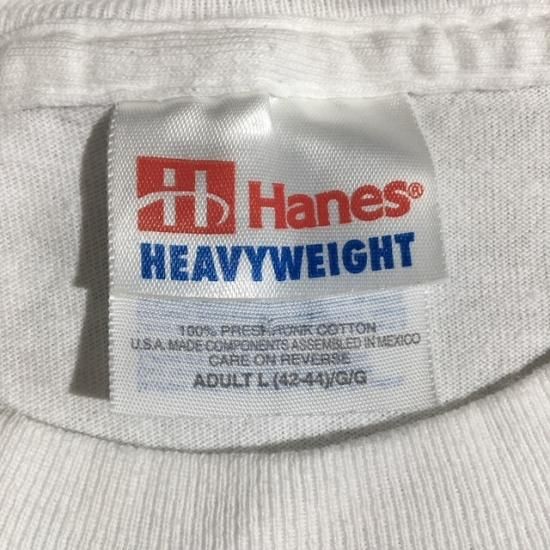 H Hanes®
HEAVYWEIGHT
100% PRESHRUNK COTTON
U.S.A. MADE COMPONENTS ASSEMBLED IN MEXICO
CARE ON REVERSE
ADULT L (42-44)/G/G